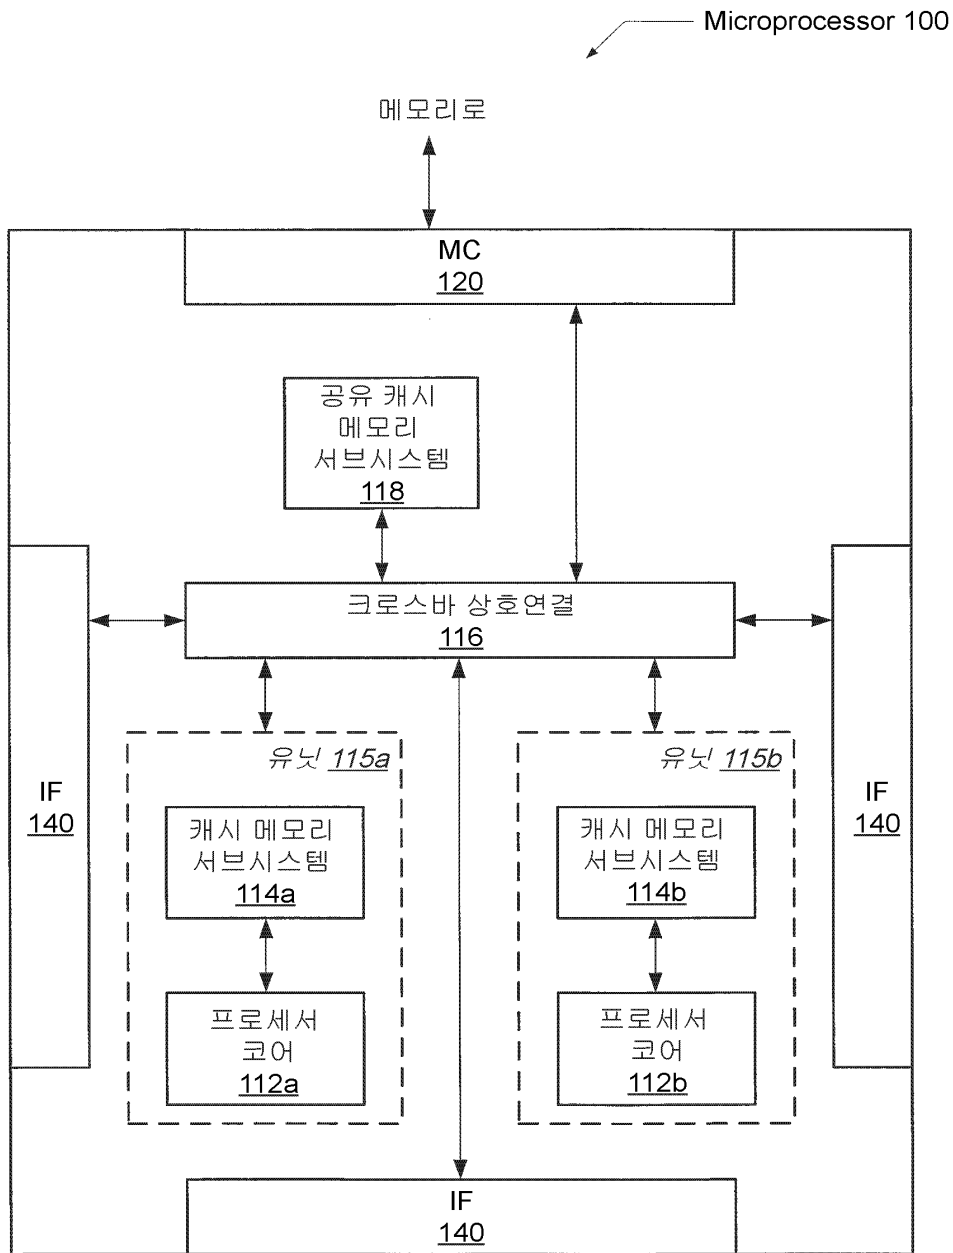 Microprocessor 100
메모리로
MC
120
공유 캐시
메모리
서브시스템
118
크로스바 상호연결
116
IF
140
유닛 115a
캐시 메모리
서브시스템
114a
프로세서
코어
112a
유닛 115b
캐시 메모리
서브시스템
114b
프로세서
코어
112b
IF
140
IF
140